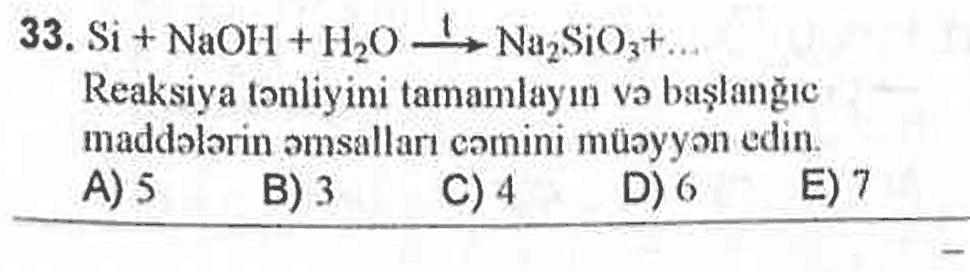 33. Si + NaOH + H₂O —t→ Na₂SiO₃+...
Reaksiya tənliyini tamamlayın və başlanğıc
maddələrin əmsalları cəmini müəyyən edin.
A) 5 B) 3 C) 4 D) 6 E) 7